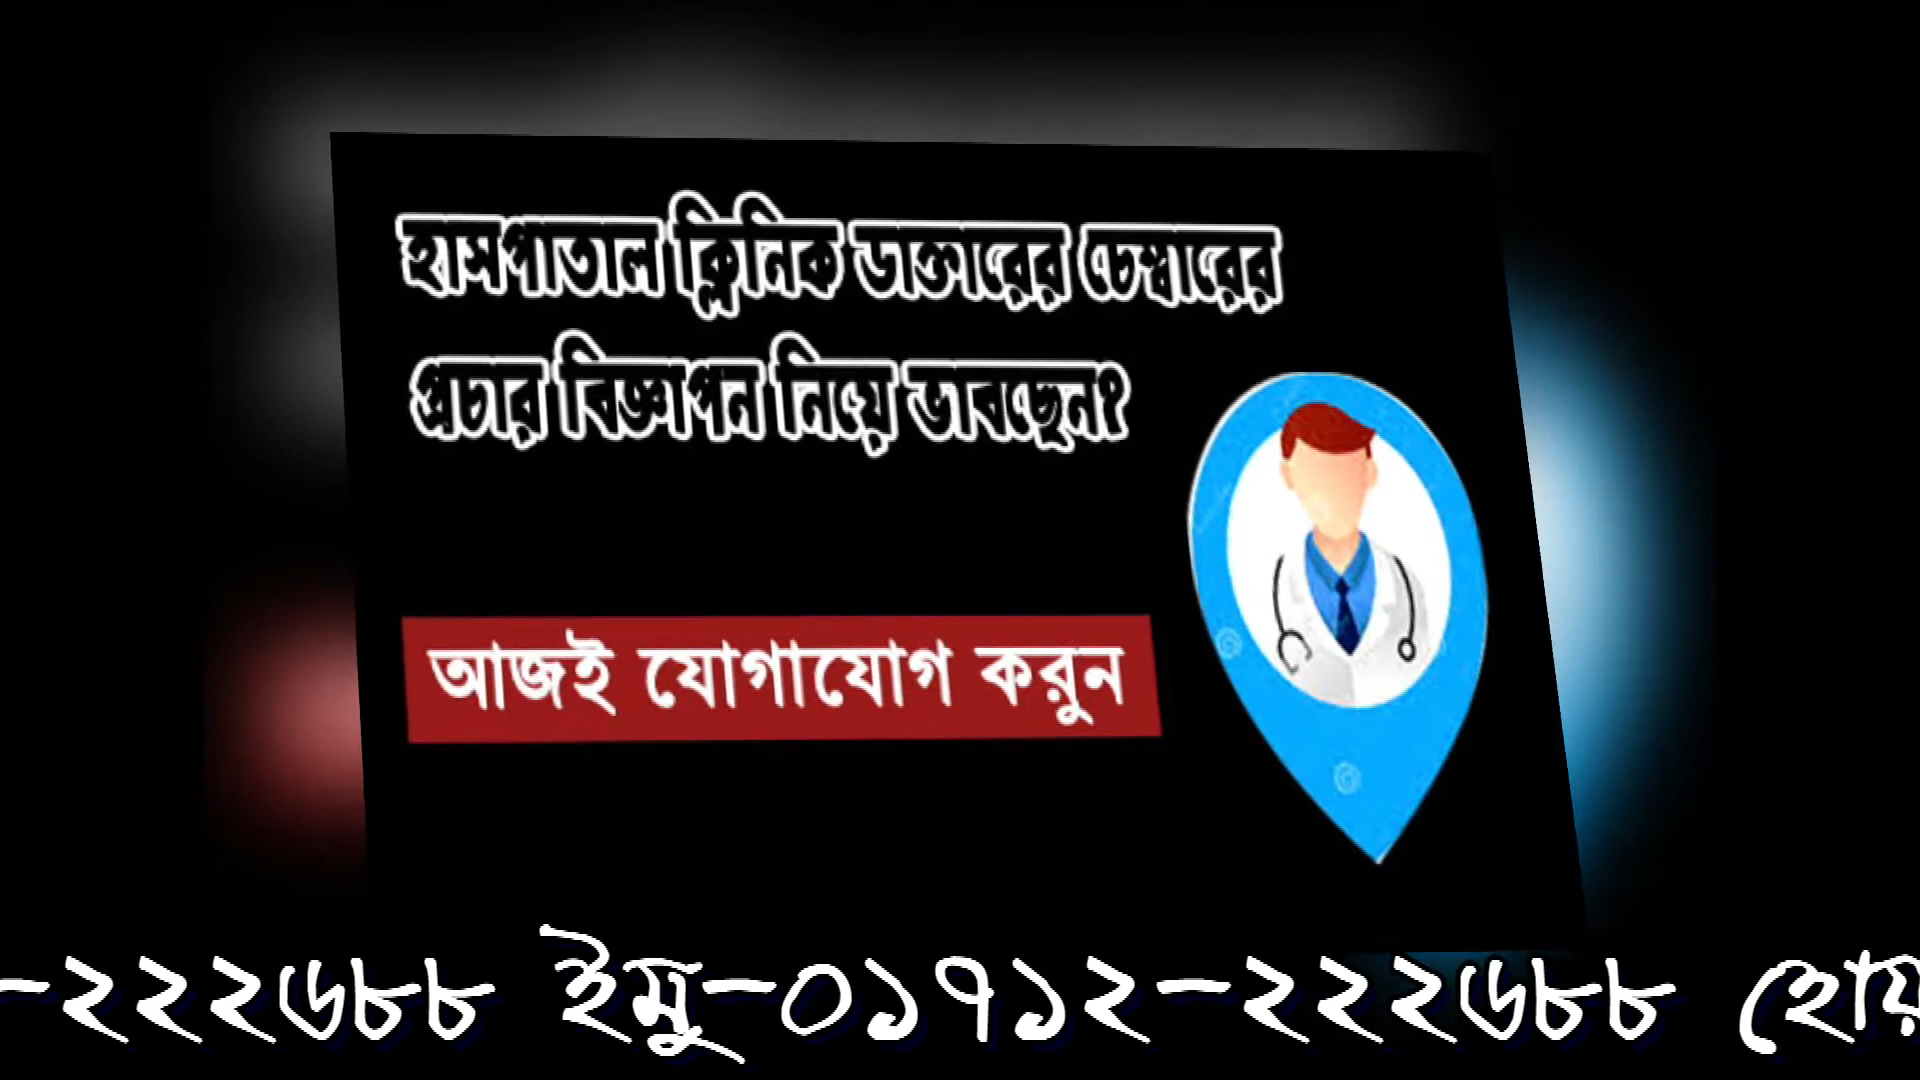 হাসপাতাল ক্লিনিক ডাক্তারের চেম্বারের
প্রচার বিজ্ঞাপন নিয়ে ভাবছেন?
আজই যোগাযোগ করুন
-২২২৬৮৮ ইমু-০১৭১২-২২২৬৮৮ হোয়